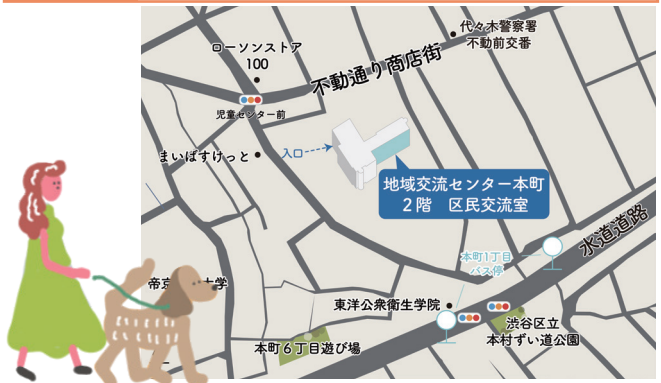 代々木警察署
不動前交番
ローソンストア
100
不動通り商店街
児童センター前
まいばすけっと
入口
地域交流センター本町
2階 区民交流室
水道道路
本町1丁目
バス停
帝京
大学
東洋公衆衛生学院
渋谷区立
本村ずい道公園
本町6丁目遊び場